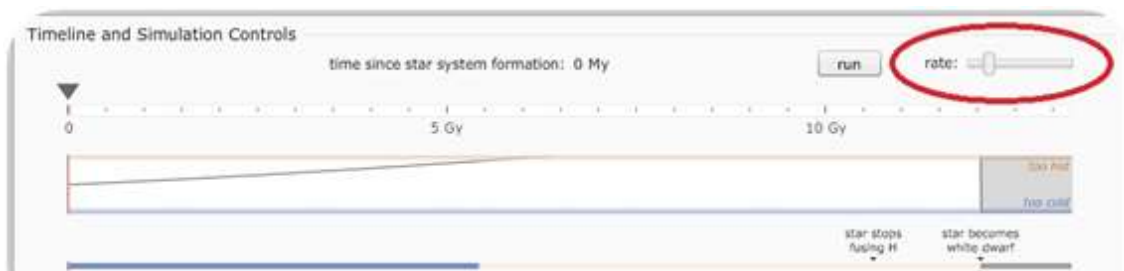 Timeline and Simulation Controls
time since star system formation: 0 My
run
rate:
0
5 Gy
10 Gy
too hot
too cold
star stops
fusing H
star becomes
white dwarf